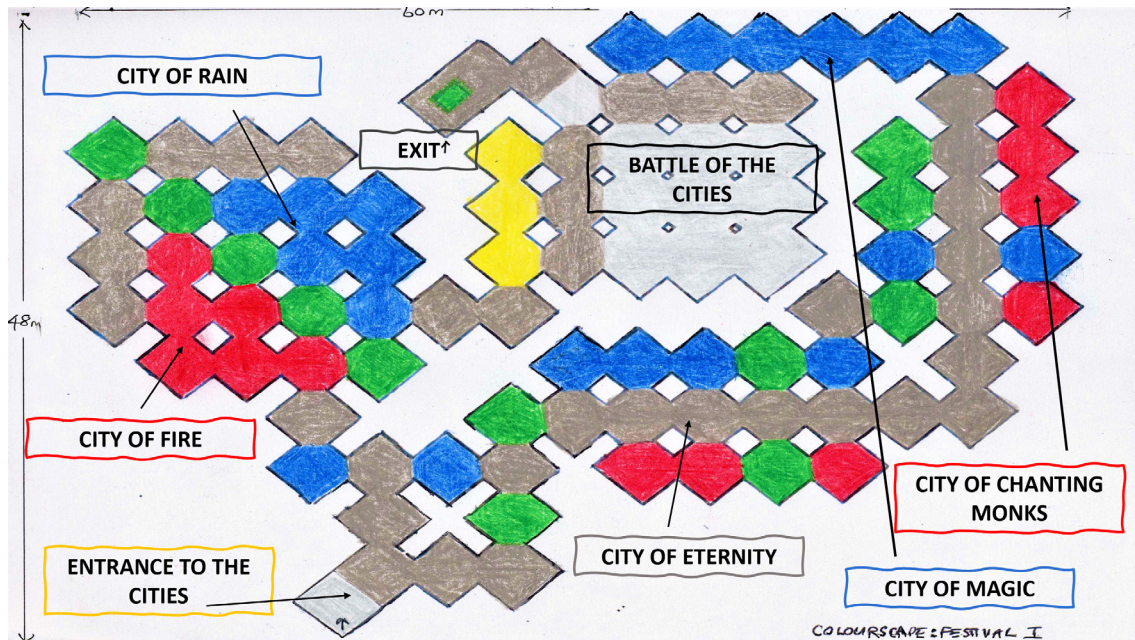 60m
CITY OF RAIN
EXIT↑
BATTLE OF THE
CITIES
48m
CITY OF FIRE
CITY OF CHANTING
MONKS
CITY OF ETERNITY
ENTRANCE TO THE
CITIES
CITY OF MAGIC
COLOURSCAPE: FESTIVAL I